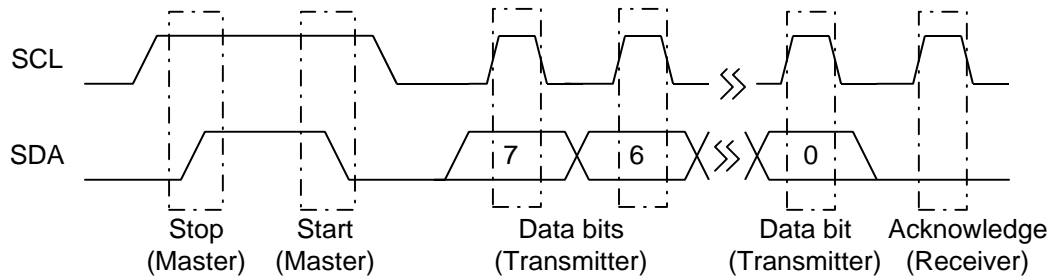 SCL
SDA
7 6 0
Stop Start Data bits Data bit Acknowledge
(Master) (Master) (Transmitter) (Transmitter) (Receiver)